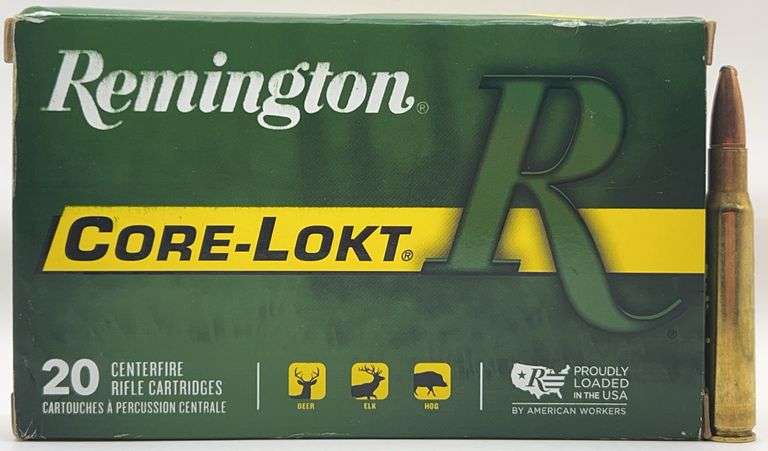 Remington®
R
CORE-LOKT®
20 CENTERFIRE
RIFLE CARTRIDGES
CARTOUCHES À PERCUSSION CENTRALE
DEER
ELK
HOG
R
PROUDLY
LOADED
IN THE USA
BY AMERICAN WORKERS